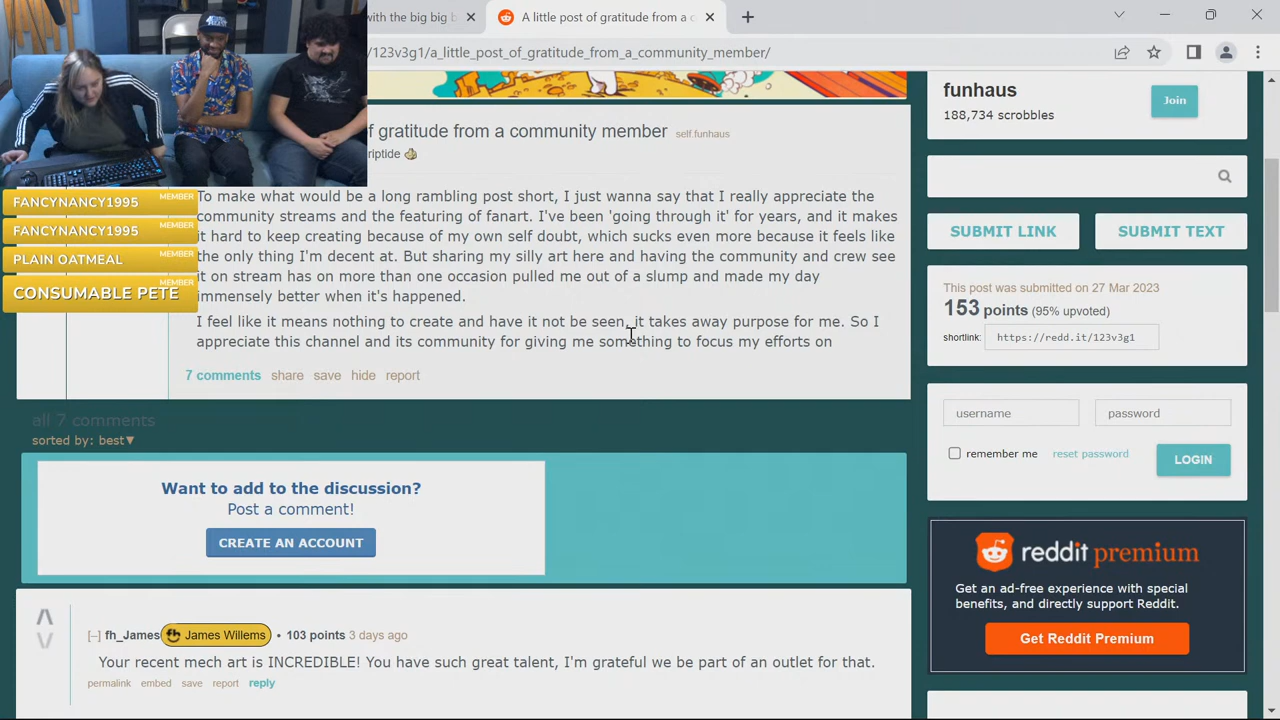 with the big big b
A little post of gratitude from a c
/123v3g1/a_little_post_of_gratitude_from_a_community_member/
of gratitude from a community member self.funhaus
riptide
FANCYNANCY1995 MEMBER
FANCYNANCY1995 MEMBER
PLAIN OATMEAL MEMBER
CONSUMABLE PETE MEMBER
To make what would be a long rambling post short, I just wanna say that I really appreciate the
community streams and the featuring of fanart. I've been 'going through it' for years, and it makes
it hard to keep creating because of my own self doubt, which sucks even more because it feels like
the only thing I'm decent at. But sharing my silly art here and having the community and crew see
it on stream has on more than one occasion pulled me out of a slump and made my day
immensely better when it's happened.
I feel like it means nothing to create and have it not be seen, it takes away purpose for me. So I
appreciate this channel and its community for giving me something to focus my efforts on
7 comments share save hide report
all 7 comments
sorted by: best▼
Want to add to the discussion?
Post a comment!
CREATE AN ACCOUNT
[–] fh_James James Willems • 103 points 3 days ago
Your recent mech art is INCREDIBLE! You have such great talent, I'm grateful we be part of an outlet for that.
permalink embed save report reply
funhaus
188,734 scrobbles
Join
SUBMIT LINK SUBMIT TEXT
This post was submitted on 27 Mar 2023
153 points (95% upvoted)
shortlink: https://redd.it/123v3g1
username password
remember me reset password LOGIN
reddit premium
Get an ad-free experience with special
benefits, and directly support Reddit.
Get Reddit Premium